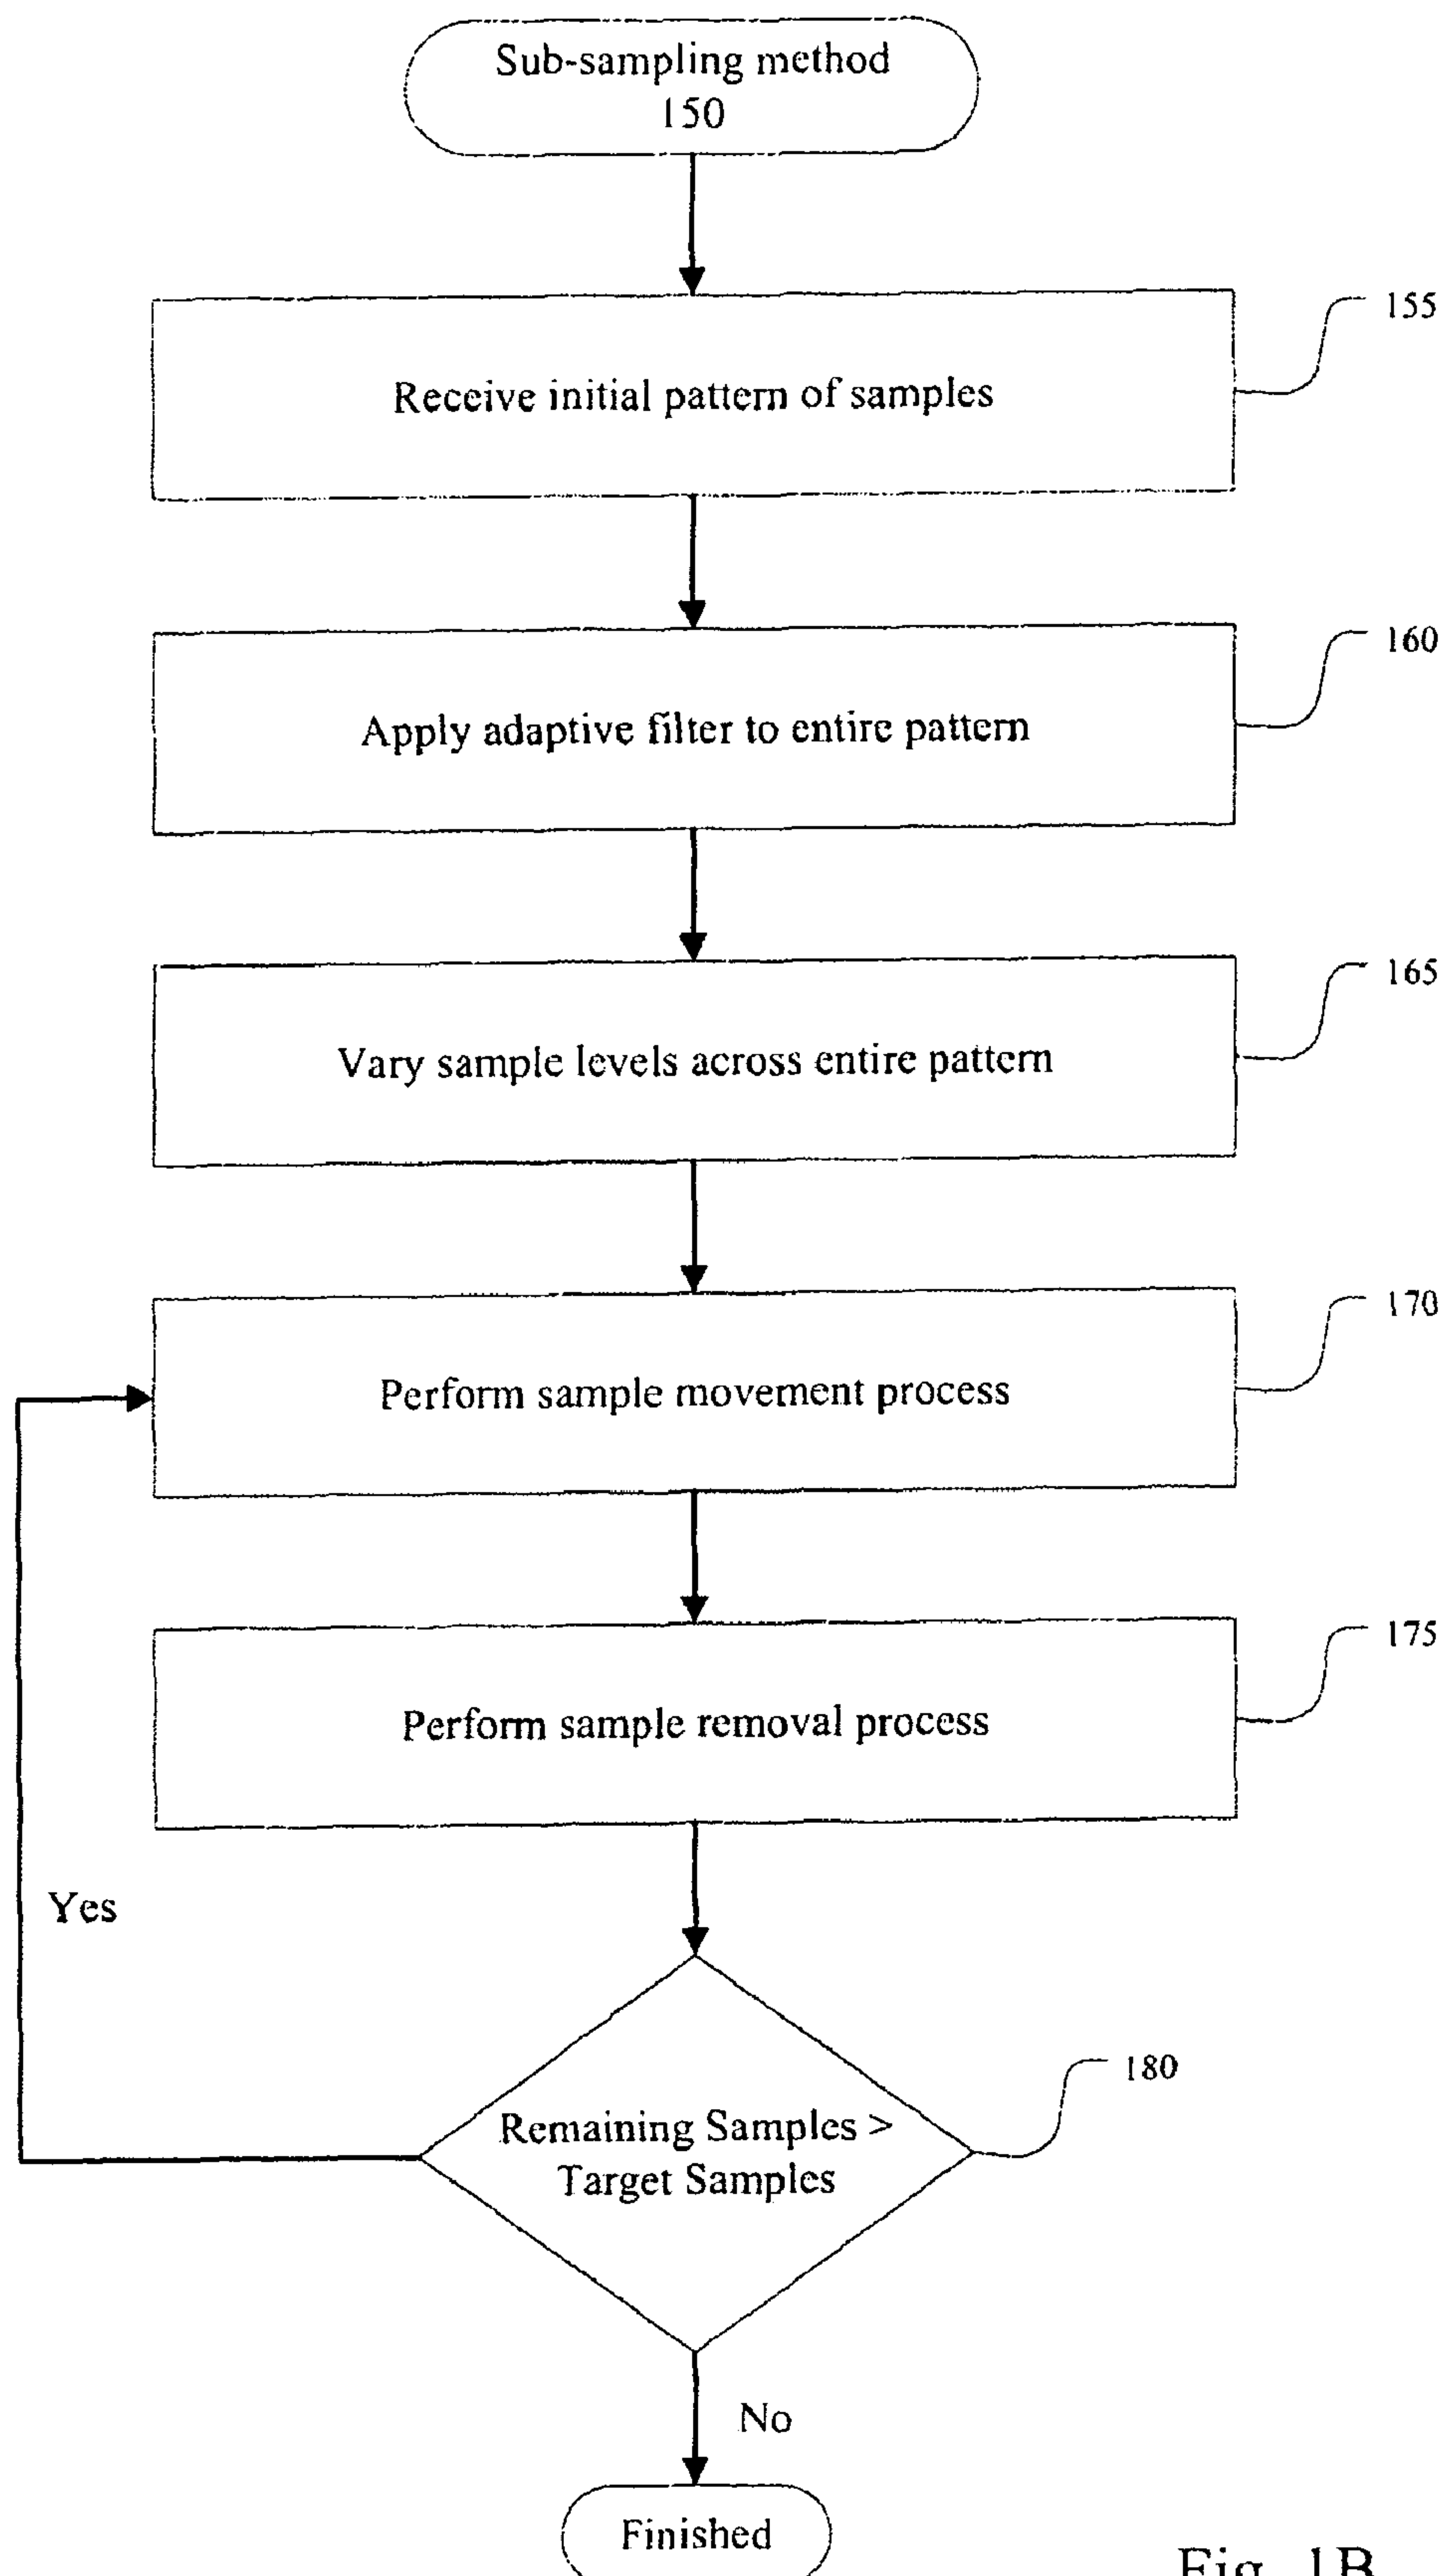 Sub-sampling method
150
155
Receive initial pattern of samples
160
Apply adaptive filter to entire pattern
165
Vary sample levels across entire pattern
170
Perform sample movement process
175
Perform sample removal process
Yes
180
Remaining Samples >
Target Samples
No
Finished
Fig. 1B